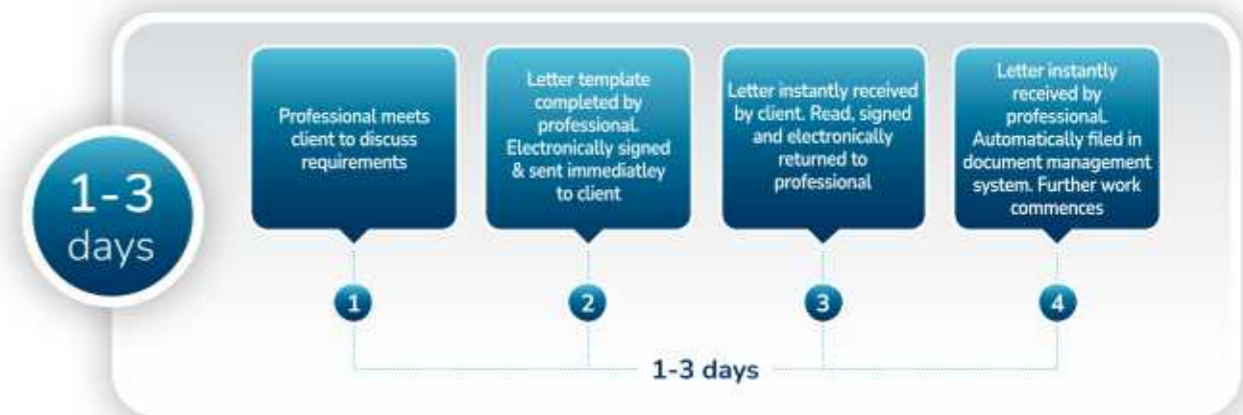 1-3
days
Professional meets
client to discuss
requirements
Letter template
completed by
professional.
Electronically signed
& sent immediatley
to client
Letter instantly received
by client. Read, signed
and electronically
returned to
professional
Letter instantly
received by
professional.
Automatically filed in
document management
system. Further work
commences
1
2
3
4
1-3 days